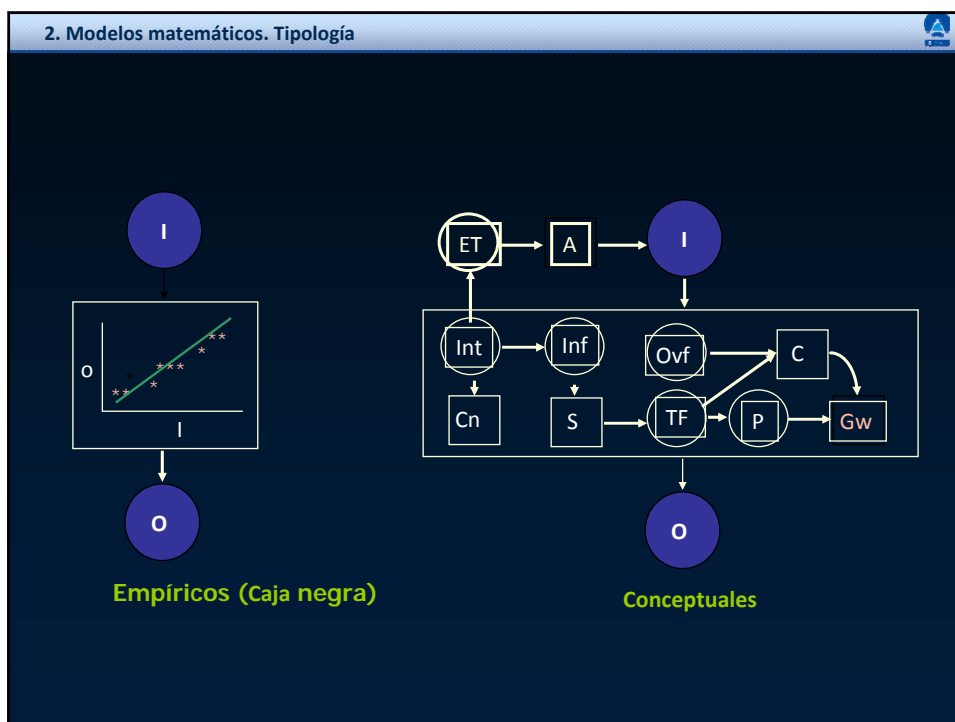 2. Modelos matemáticos. Tipología
I
O
I
O
Empíricos (Caja negra)
ET
A
I
Int
Inf
Ovf
C
Cn
S
TF
P
Gw
O
Conceptuales